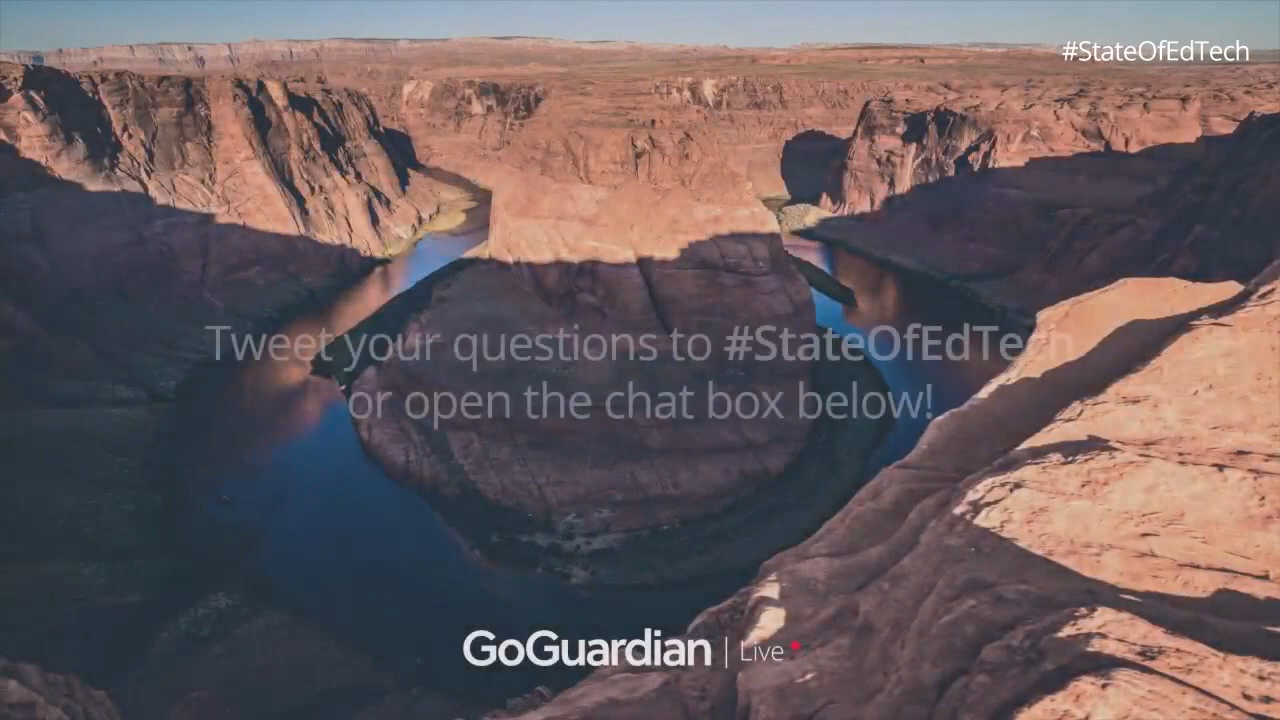 #StateOfEdTech
Tweet your questions to #StateOfEdTech
or open the chat box below!
GoGuardian | Live